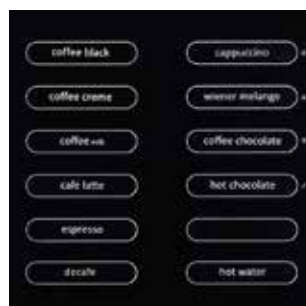 coffee black
coffee creme
coffee
cafe latte
espresso
decafe
cappuccino
wiener melange
coffee chocolate
hot chocolate
hot water